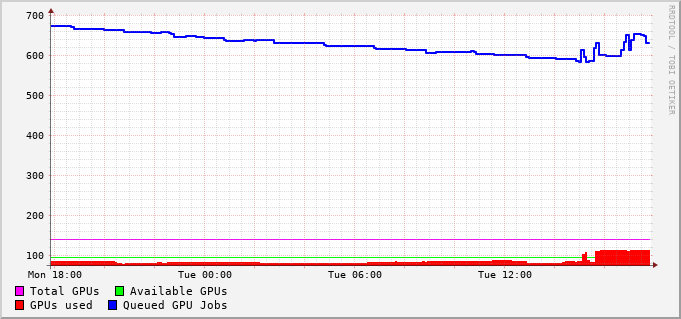 700
600
500
400
300
200
100
Mon 18:00 Tue 00:00 Tue 06:00 Tue 12:00
Total GPUs Available GPUs
GPUs used Queued GPU Jobs
RRDTOOL / TOBI OETIKER